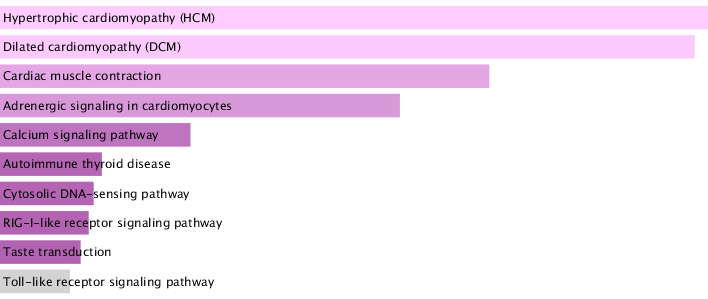 Hypertrophic cardiomyopathy (HCM)
Dilated cardiomyopathy (DCM)
Cardiac muscle contraction
Adrenergic signaling in cardiomyocytes
Calcium signaling pathway
Autoimmune thyroid disease
Cytosolic DNA-sensing pathway
RIG-I-like receptor signaling pathway
Taste transduction
Toll-like receptor signaling pathway